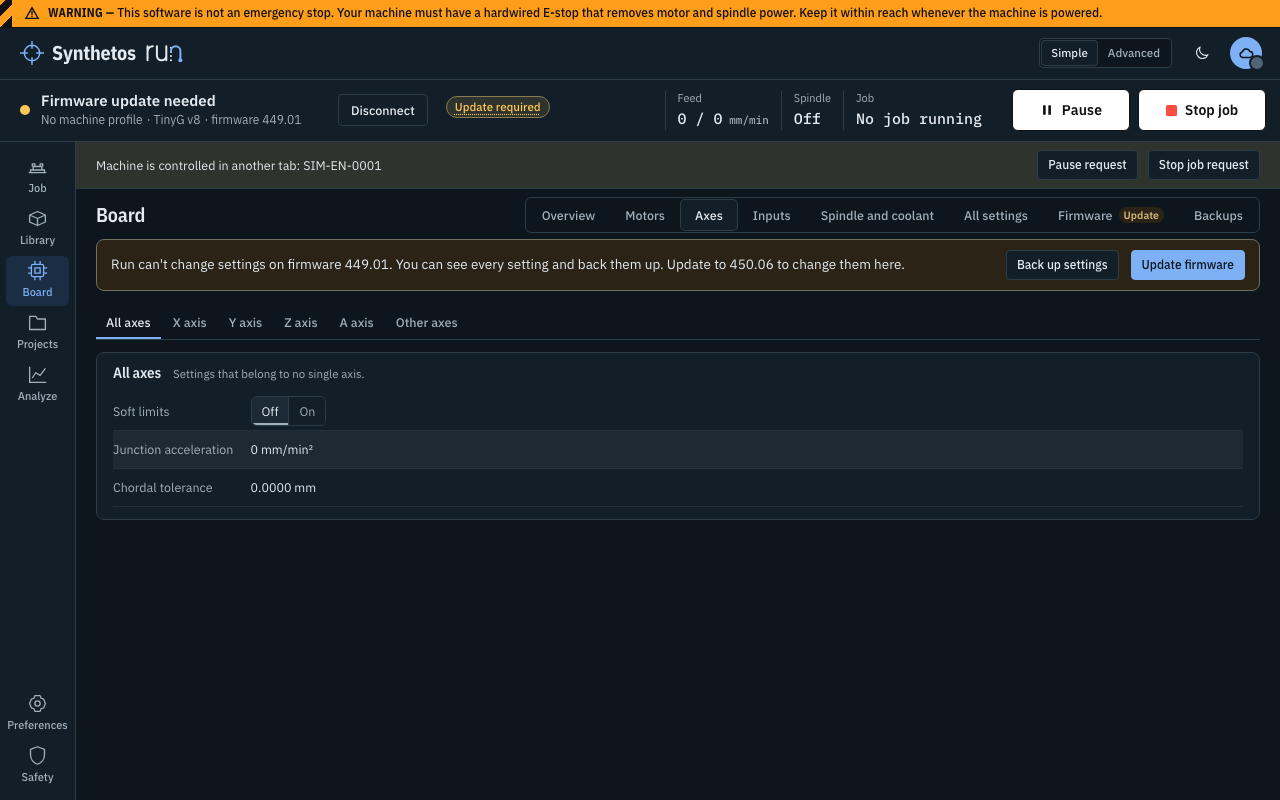 WARNING — This software is not an emergency stop. Your machine must have a hardwired E-stop that removes motor and spindle power. Keep it within reach whenever the machine is powered.
Synthetos run
Simple Advanced
Firmware update needed
No machine profile · TinyG v8 · firmware 449.01
Disconnect
Update required
Feed
0 / 0 mm/min
Spindle
Off
Job
No job running
Pause
Stop job
Job
Library
Board
Projects
Analyze
Preferences
Safety
Machine is controlled in another tab: SIM-EN-0001
Pause request
Stop job request
Board
Overview Motors Axes Inputs Spindle and coolant All settings Firmware Update Backups
Run can't change settings on firmware 449.01. You can see every setting and back them up. Update to 450.06 to change them here.
Back up settings
Update firmware
All axes X axis Y axis Z axis A axis Other axes
All axes Settings that belong to no single axis.
Soft limits Off On
Junction acceleration 0 mm/min²
Chordal tolerance 0.0000 mm